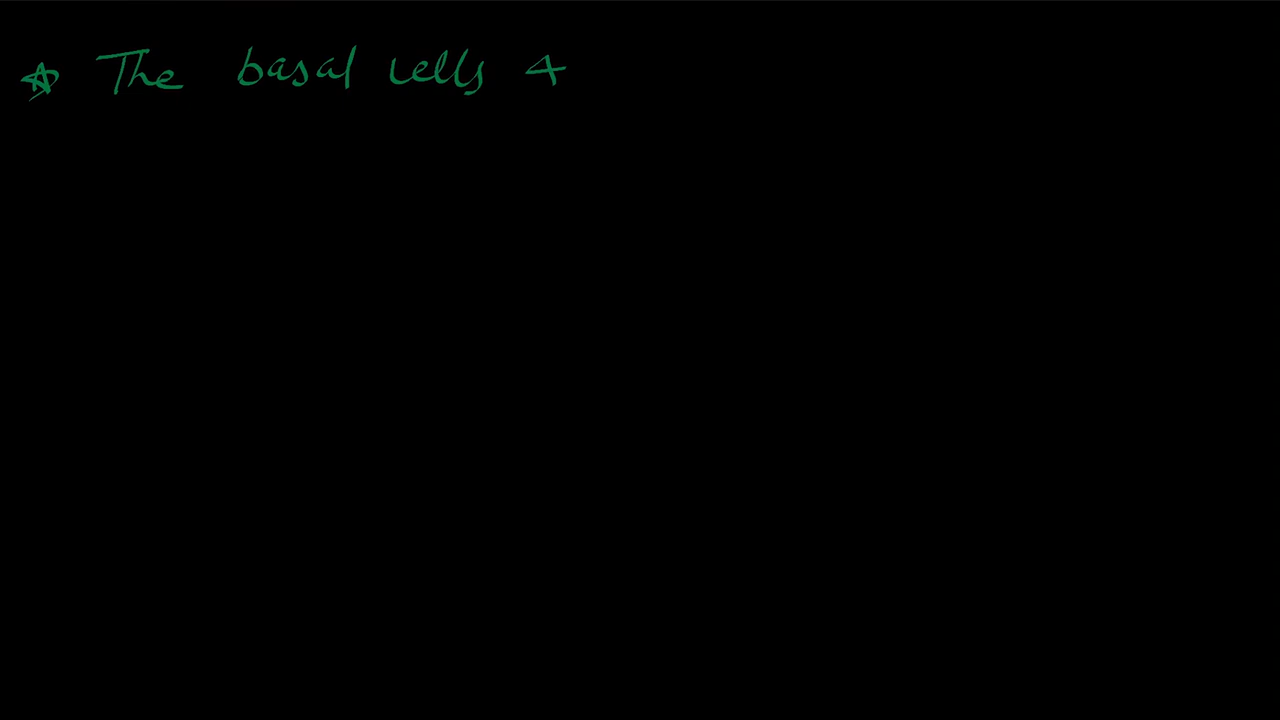 ☆ The basal cells +